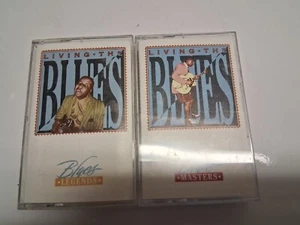 LIVING·THE
BLUES
Blues
·LEGENDS·
LIVING·THE
BLUES
·MASTERS·